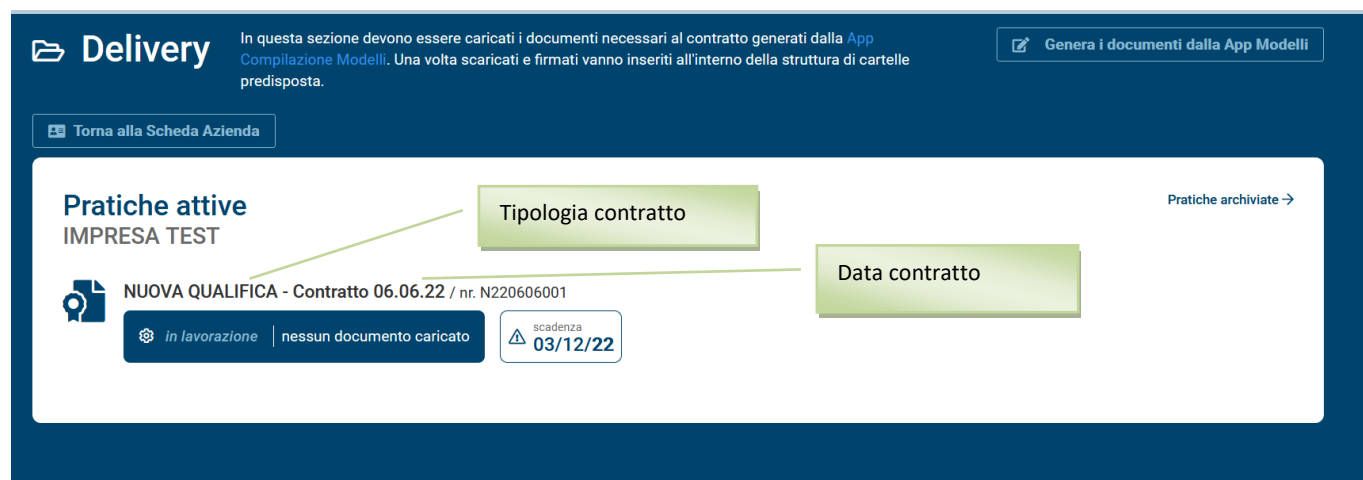 Delivery
In questa sezione devono essere caricati i documenti necessari al contratto generati dalla App
Compilazione Modelli. Una volta scaricati e firmati vanno inseriti all'interno della struttura di cartelle
predisposta.
Genera i documenti dalla App Modelli
Torna alla Scheda Azienda
Pratiche attive
IMPRESA TEST
Tipologia contratto
Pratiche archiviate →
Data contratto
NUOVA QUALIFICA - Contratto 06.06.22 / nr. N220606001
in lavorazione | nessun documento caricato
scadenza
03/12/22